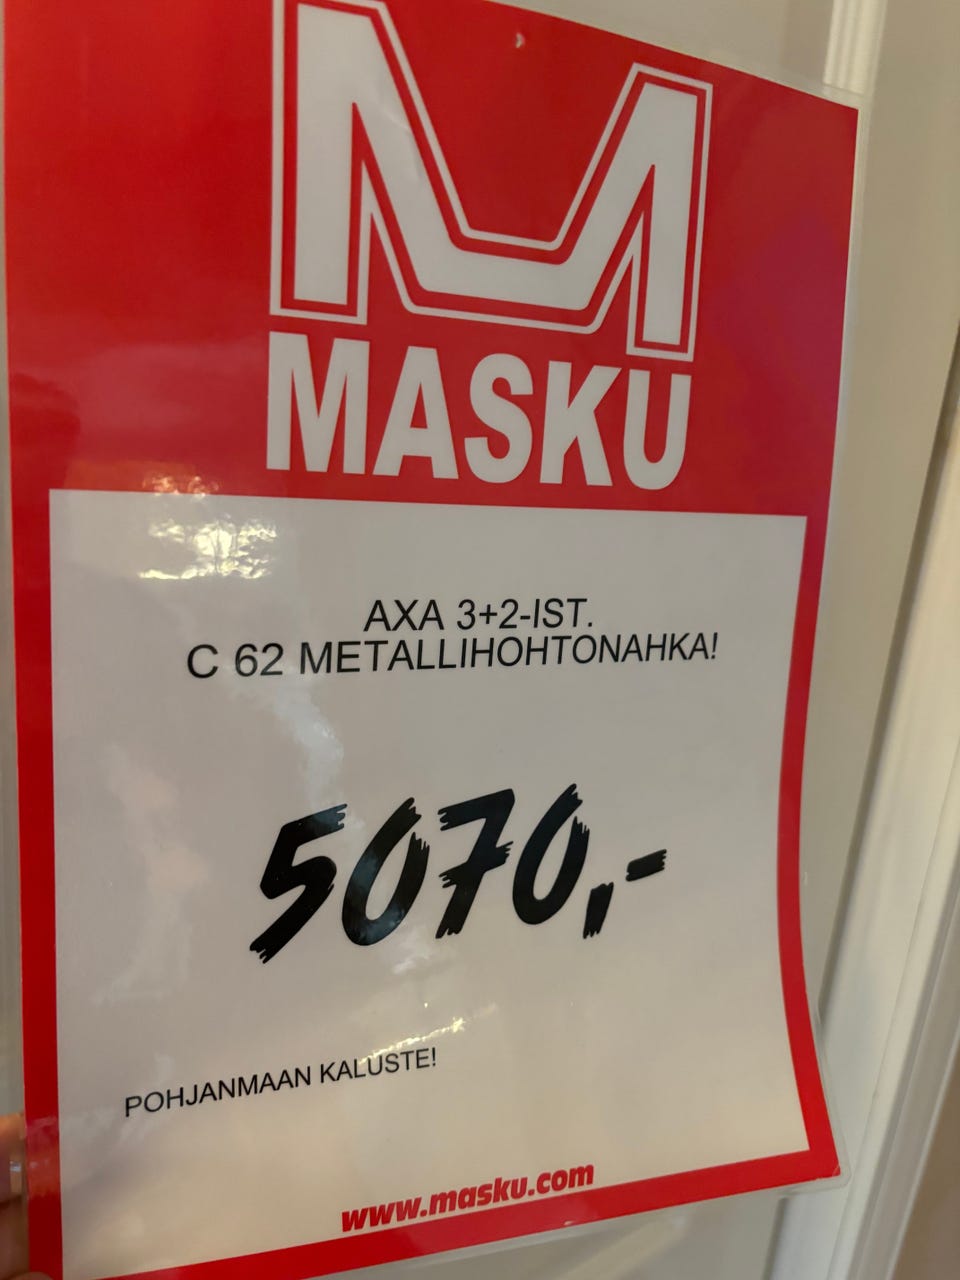 MASKU
AXA 3+2-IST.
C 62 METALLIHOHTONAHKA!
5070,-
POHJANMAAN KALUSTE!
www.masku.com